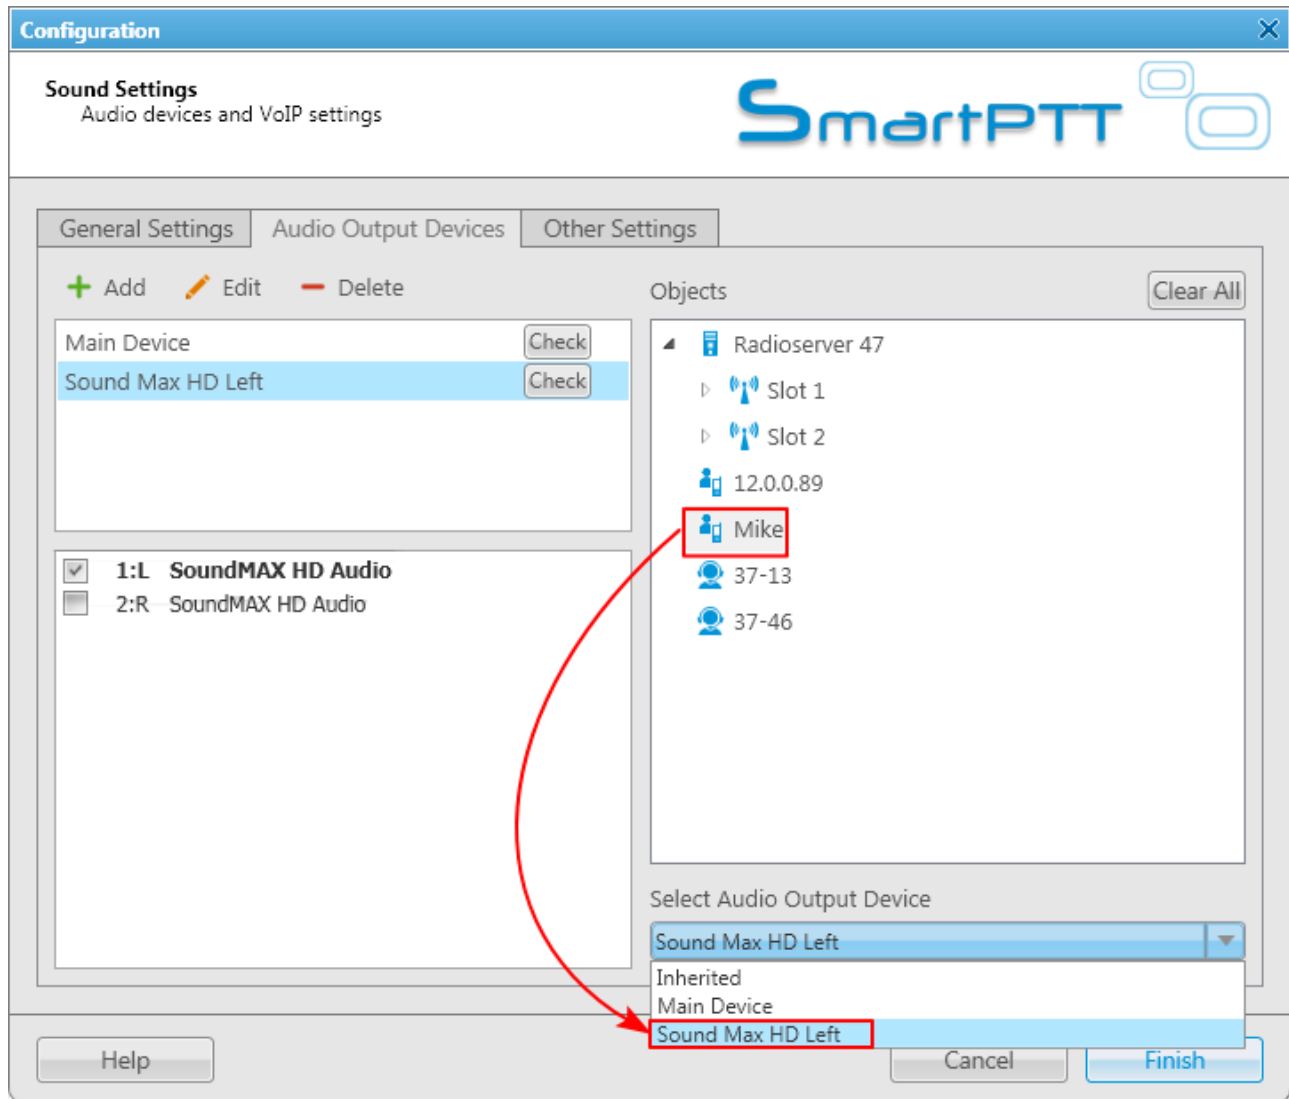 Configuration
Sound Settings
Audio devices and VoIP settings
SmartPTT
General Settings
Audio Output Devices
Other Settings
Add
Edit
Delete
Main Device
Check
Sound Max HD Left
Check
1:L SoundMAX HD Audio
2:R SoundMAX HD Audio
Objects
Clear All
Radioserver 47
Slot 1
Slot 2
12.0.0.89
Mike
37-13
37-46
Select Audio Output Device
Sound Max HD Left
Inherited
Main Device
Sound Max HD Left
Help
Cancel
Finish